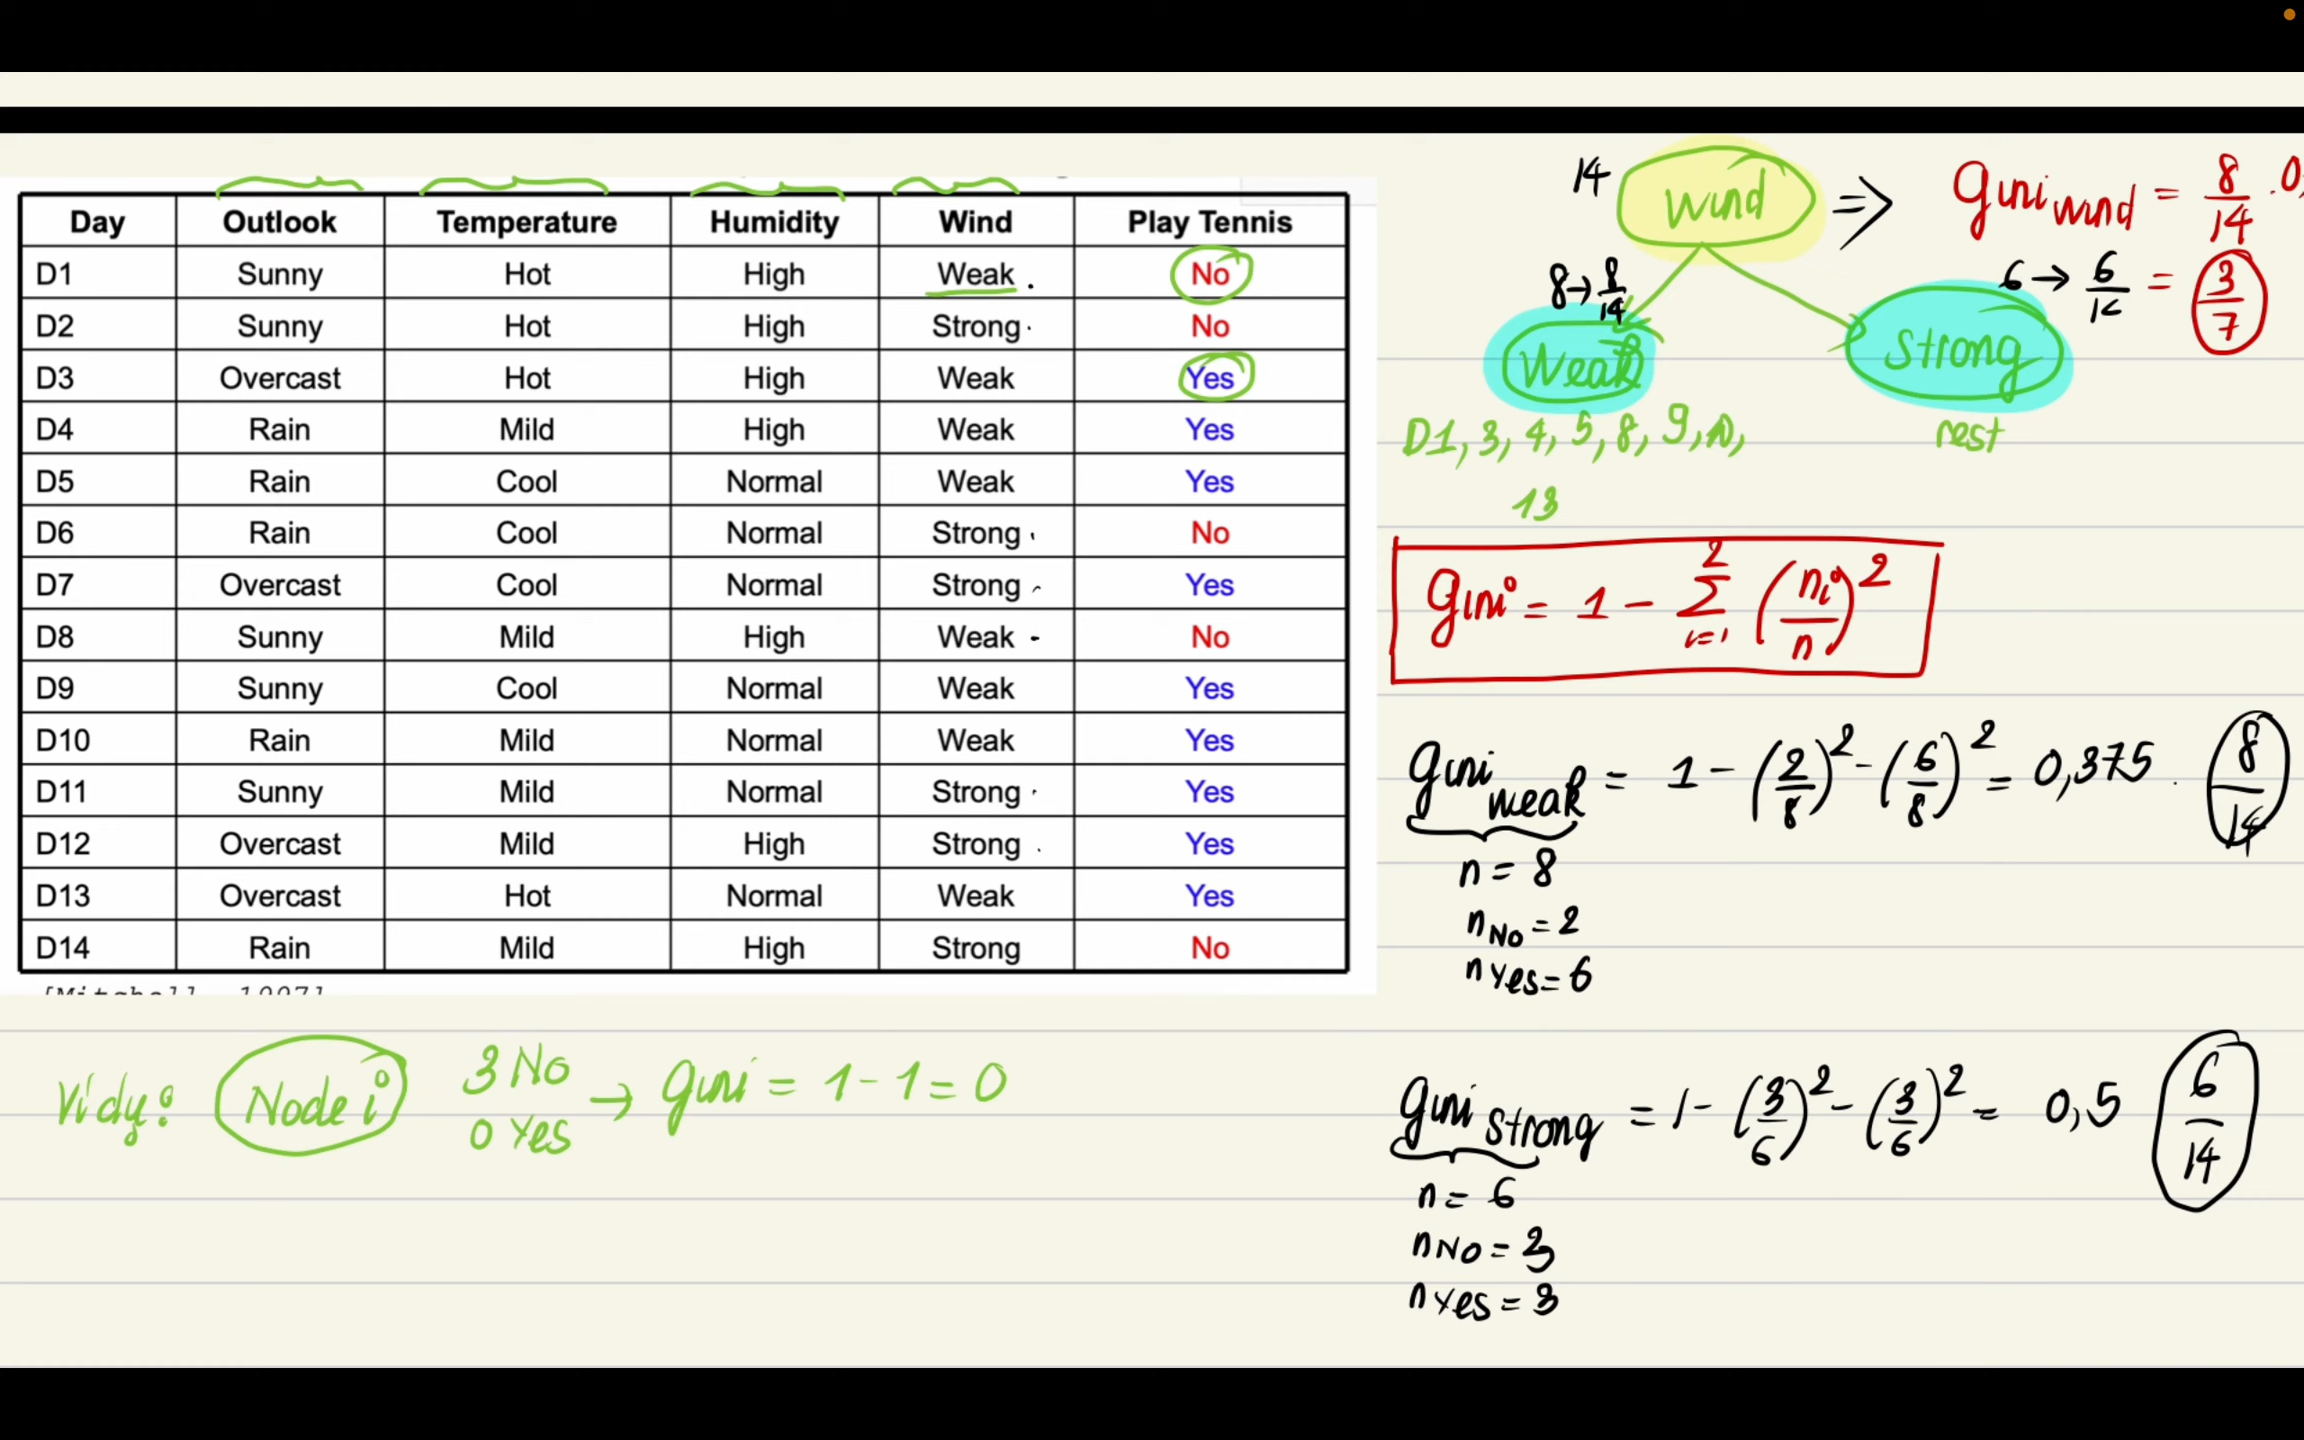 Day Outlook Temperature Humidity Wind Play Tennis
D1 Sunny Hot High Weak . No
D2 Sunny Hot High Strong . No
D3 Overcast Hot High Weak Yes
D4 Rain Mild High Weak Yes
D5 Rain Cool Normal Weak Yes
D6 Rain Cool Normal Strong No
D7 Overcast Cool Normal Strong Yes
D8 Sunny Mild High Weak No
D9 Sunny Cool Normal Weak Yes
D10 Rain Mild Normal Weak Yes
D11 Sunny Mild Normal Strong Yes
D12 Overcast Mild High Strong Yes
D13 Overcast Hot Normal Weak Yes
D14 Rain Mild High Strong No
Ví dụ: Node i 3 No → gini = 1 - 1 = 0
0 Yes
14 Wind => Gini wind = 8/14 . 0,
8 → 8/14 6 → 6/14 = 3/7
Weak Strong
D1, 3, 4, 5, 8, 9, 10, rest
13
Gini = 1 - Σ i=1 2 (ni/n)²
Gini weak = 1 - (2/8)² - (6/8)² = 0,375 . 8/14
n = 8
n No = 2
n Yes = 6
Gini strong = 1 - (3/6)² - (3/6)² = 0,5 6/14
n = 6
n No = 3
n Yes = 3